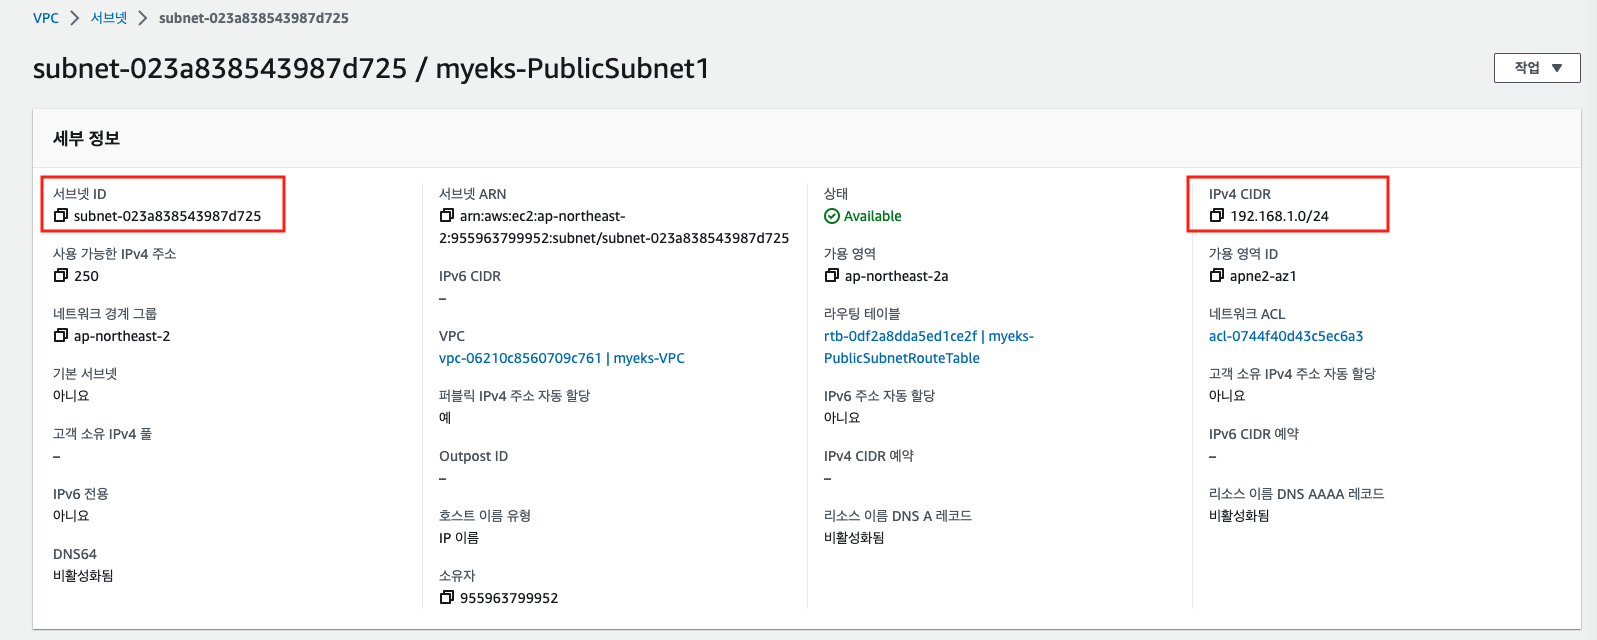 VPC > 서브넷 > subnet-023a838543987d725
subnet-023a838543987d725 / myeks-PublicSubnet1
작업 ▼
세부 정보
서브넷 ID
subnet-023a838543987d725
사용 가능한 IPv4 주소
250
네트워크 경계 그룹
ap-northeast-2
기본 서브넷
아니요
고객 소유 IPv4 풀
–
IPv6 전용
아니요
DNS64
비활성화됨
서브넷 ARN
arn:aws:ec2:ap-northeast-
2:955963799952:subnet/subnet-023a838543987d725
IPv6 CIDR
–
VPC
vpc-06210c8560709c761 | myeks-VPC
퍼블릭 IPv4 주소 자동 할당
예
Outpost ID
–
호스트 이름 유형
IP 이름
소유자
955963799952
상태
Available
가용 영역
ap-northeast-2a
라우팅 테이블
rtb-0df2a8dda5ed1ce2f | myeks-
PublicSubnetRouteTable
IPv6 주소 자동 할당
아니요
IPv4 CIDR 예약
–
리소스 이름 DNS A 레코드
비활성화됨
IPv4 CIDR
192.168.1.0/24
가용 영역 ID
apne2-az1
네트워크 ACL
acl-0744f40d43c5ec6a3
고객 소유 IPv4 주소 자동 할당
아니요
IPv6 CIDR 예약
–
리소스 이름 DNS AAAA 레코드
비활성화됨